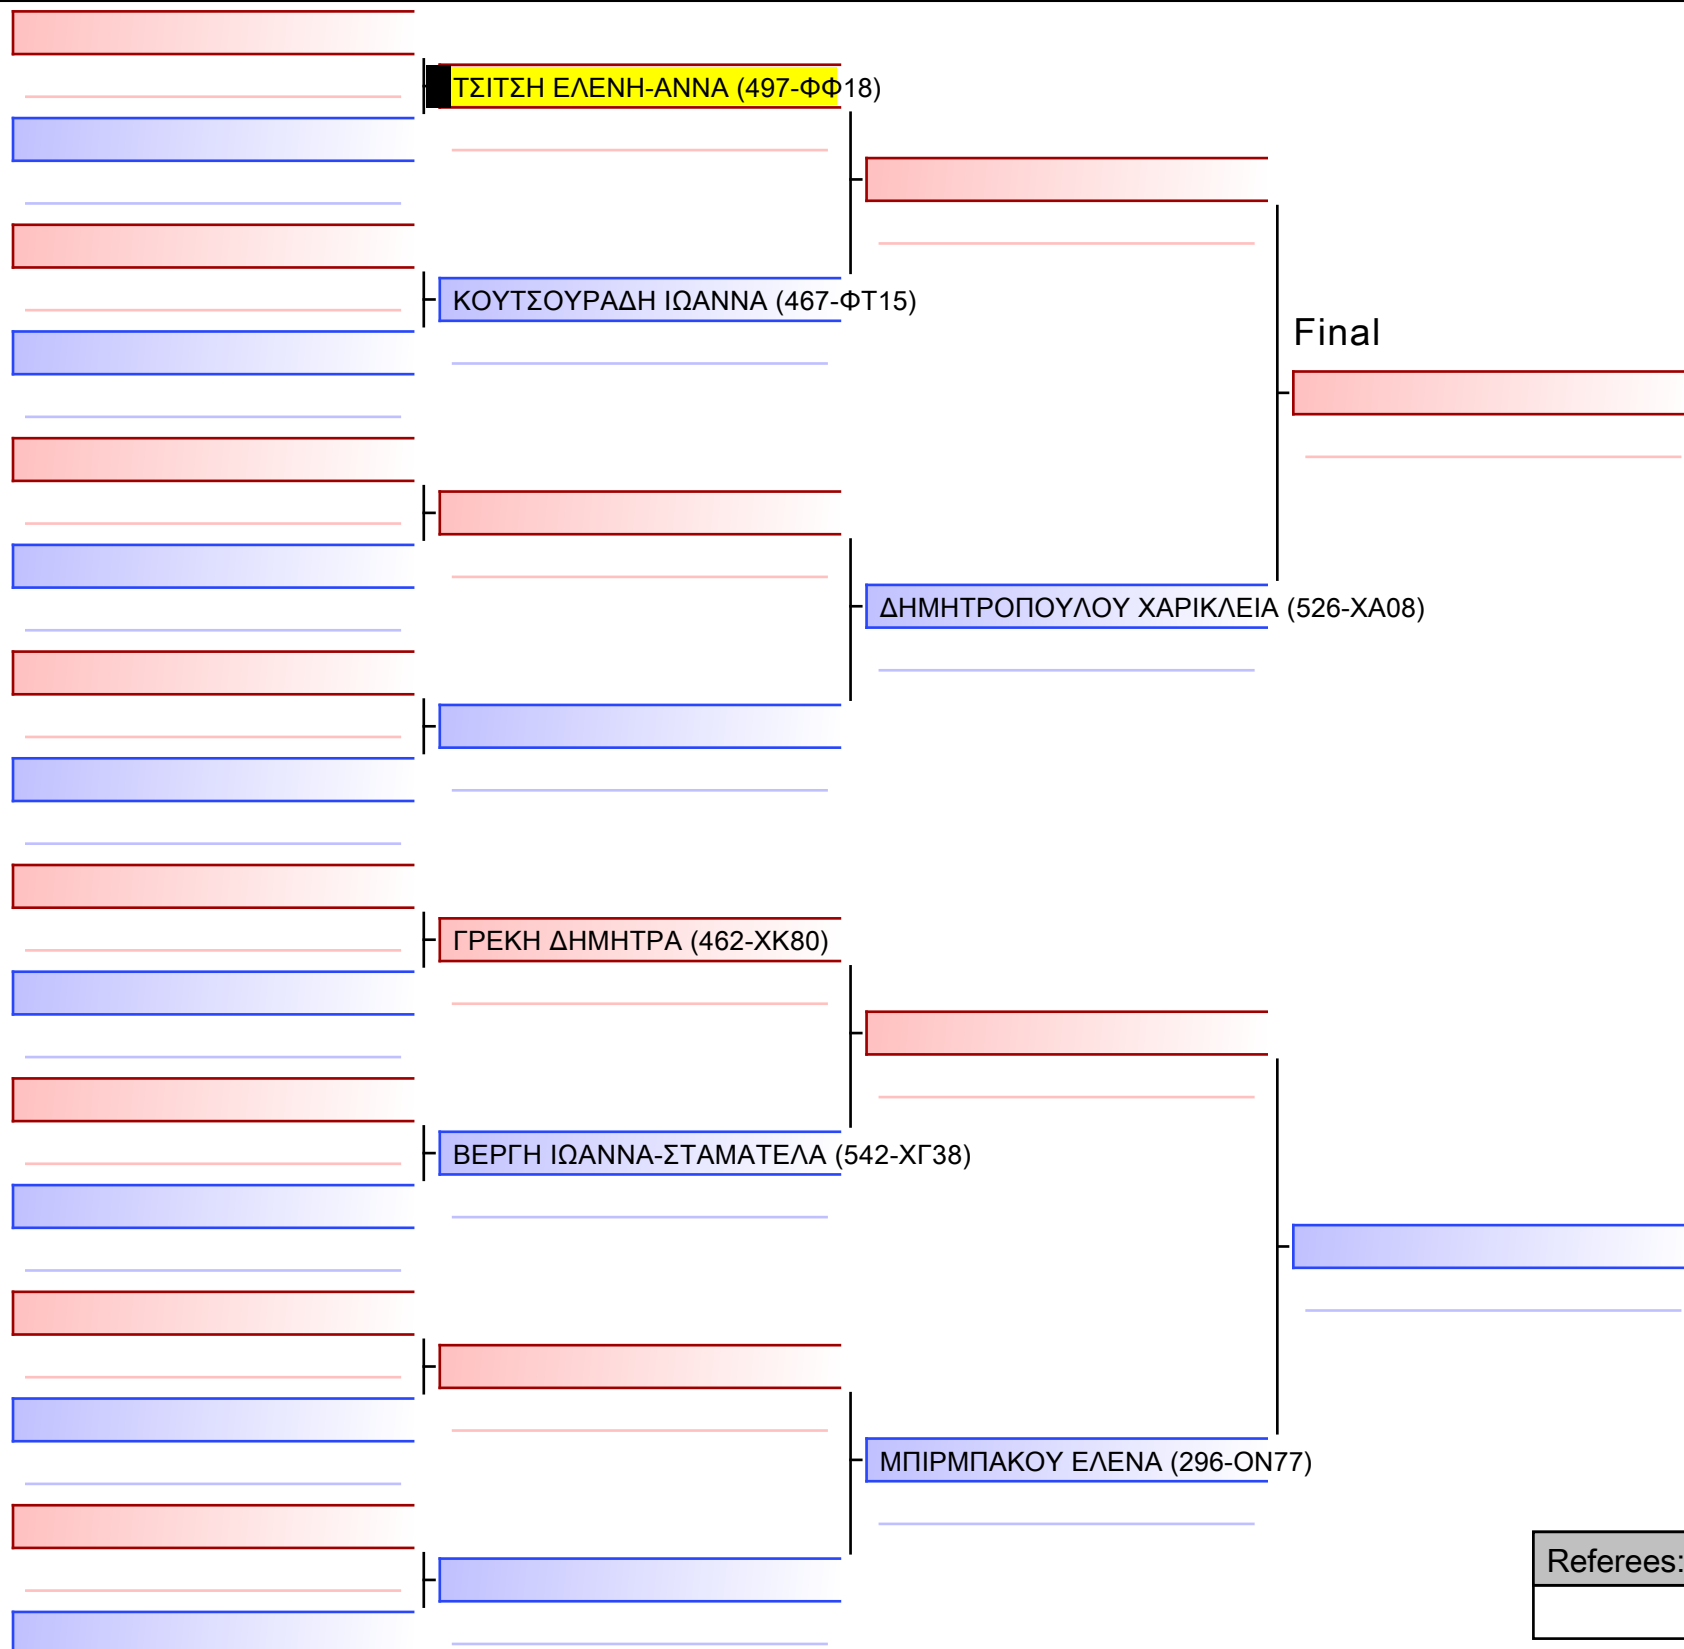 ΤΣΙΤΣΗ ΕΛΕΝΗ-ΑΝΝΑ (497-ΦΦ18)
ΚΟΥΤΣΟΥΡΑΔΗ ΙΩΑΝΝΑ (467-ΦΤ15)
Final
ΔΗΜΗΤΡΟΠΟΥΛΟΥ ΧΑΡΙΚΛΕΙΑ (526-ΧΑ08)
ΓΡΕΚΗ ΔΗΜΗΤΡΑ (462-ΧΚ80)
ΒΕΡΓΗ ΙΩΑΝΝΑ-ΣΤΑΜΑΤΕΛΑ (542-ΧΓ38)
ΜΠΙΡΜΠΑΚΟΥ ΕΛΕΝΑ (296-ΟΝ77)
Referees: